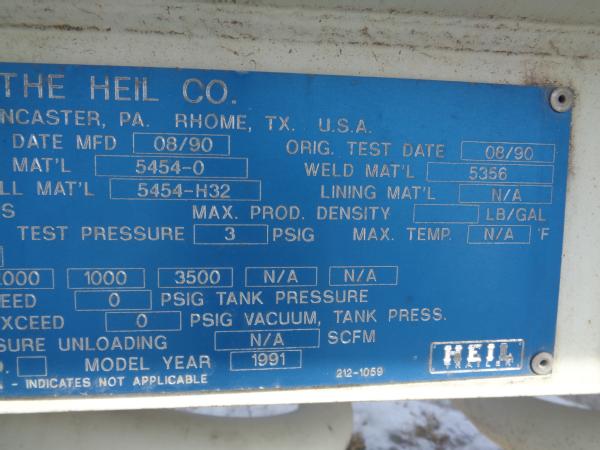 THE HEIL CO.
NCASTER, PA. RHOME, TX. U.S.A.
DATE MFD 08/90 ORIG. TEST DATE 08/90
MAT'L 5454-0 WELD MAT'L 5356
LL MAT'L 5454-H32 LINING MAT'L N/A
S MAX. PROD. DENSITY LB/GAL
TEST PRESSURE 3 PSIG MAX. TEMP. N/A °F
000 1000 3500 N/A N/A
EED 0 PSIG TANK PRESSURE
EXCEED 0 PSIG VACUUM, TANK PRESS.
SURE UNLOADING N/A SCFM
O. MODEL YEAR 1991
- INDICATES NOT APPLICABLE 212-1059
HEIL
TRAILER